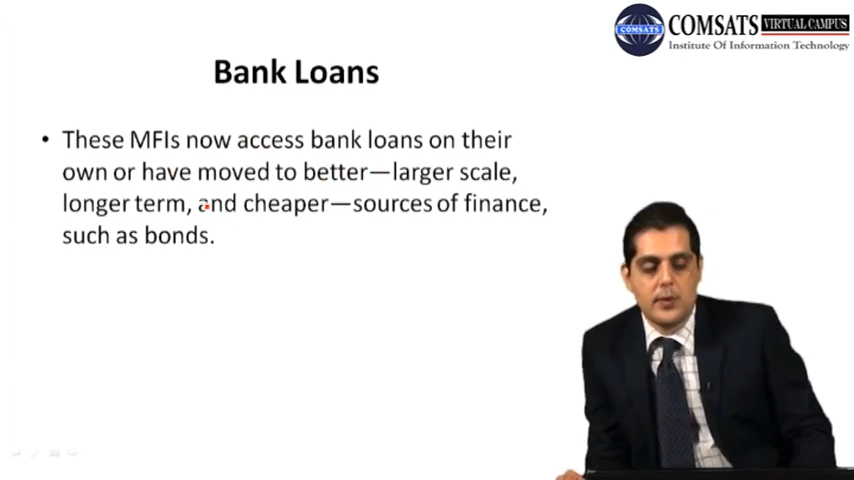 COMSATS VIRTUAL CAMPUS
COMSATS
Institute Of Information Technology
Bank Loans
• These MFIs now access bank loans on their
own or have moved to better—larger scale,
longer term, and cheaper—sources of finance,
such as bonds.